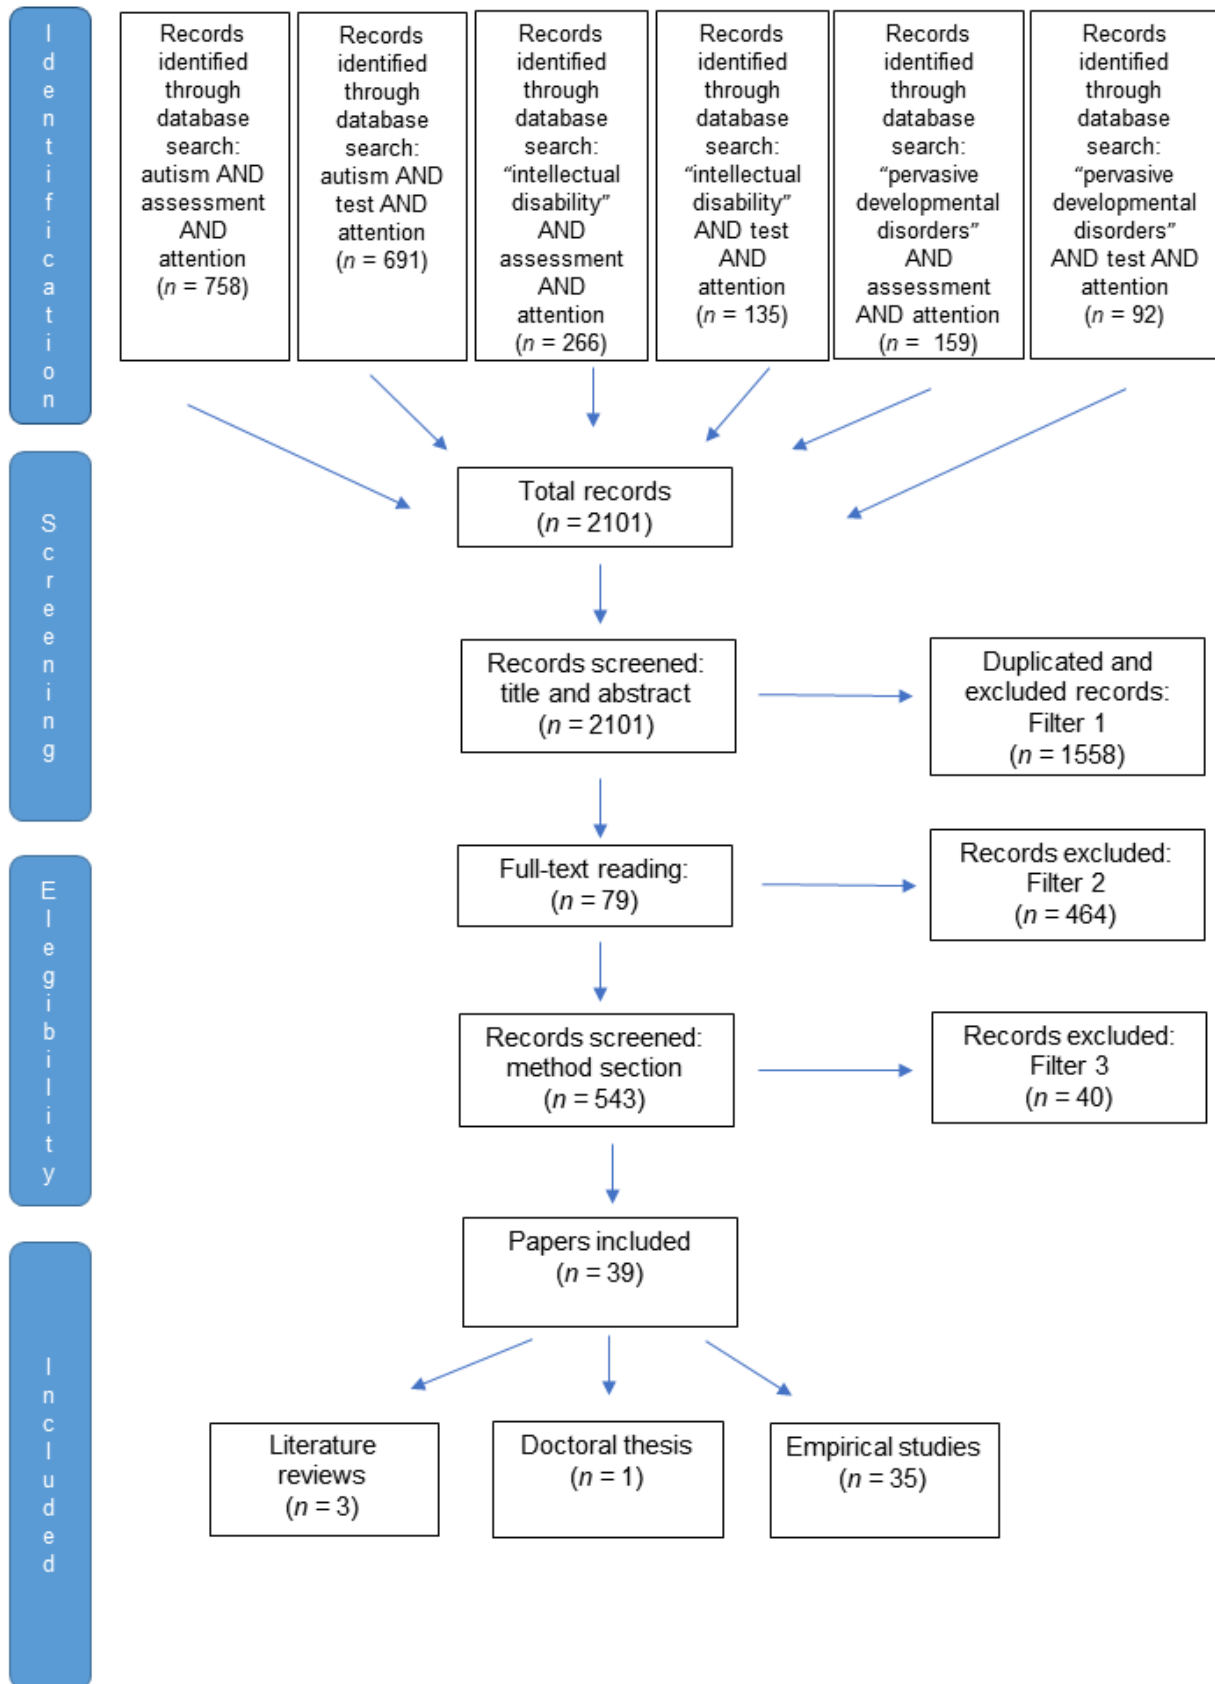 Identification
Records
identified
through
database
search:
autism AND
assessment
AND
attention
(n = 758)
Records
identified
through
database
search:
autism AND
test AND
attention
(n = 691)
Records
identified
through
database
search:
“intellectual
disability”
AND
assessment
AND
attention
(n = 266)
Records
identified
through
database
search:
“intellectual
disability”
AND test
AND
attention
(n = 135)
Records
identified
through
database
search:
“pervasive
developmental
disorders”
AND
assessment
AND attention
(n = 159)
Records
identified
through
database
search:
“pervasive
developmental
disorders”
AND test AND
attention
(n = 92)
Screening
Total records
(n = 2101)
Records screened:
title and abstract
(n = 2101)
Duplicated and
excluded records:
Filter 1
(n = 1558)
Elegibility
Full-text reading:
(n = 79)
Records excluded:
Filter 2
(n = 464)
Records screened:
method section
(n = 543)
Records excluded:
Filter 3
(n = 40)
Included
Papers included
(n = 39)
Literature
reviews
(n = 3)
Doctoral thesis
(n = 1)
Empirical studies
(n = 35)